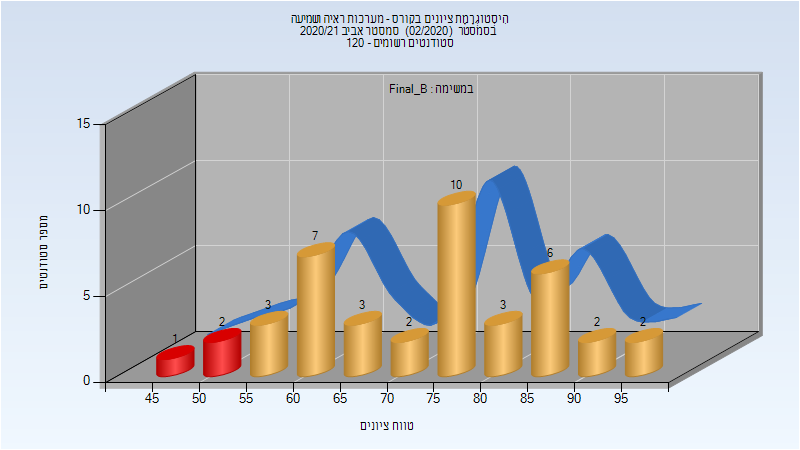 היסטוגרמת ציונים בקורס - מערכות ראיה ושמיעה
בסמסטר (02/2020) סמסטר אביב 2020/21
סטודנטים רשומים - 120
במשימה : Final_B
15
10
5
0
מספר סטודנטים
1
2
3
7
3
2
10
3
6
2
2
45 50 55 60 65 70 75 80 85 90 95
טווח ציונים